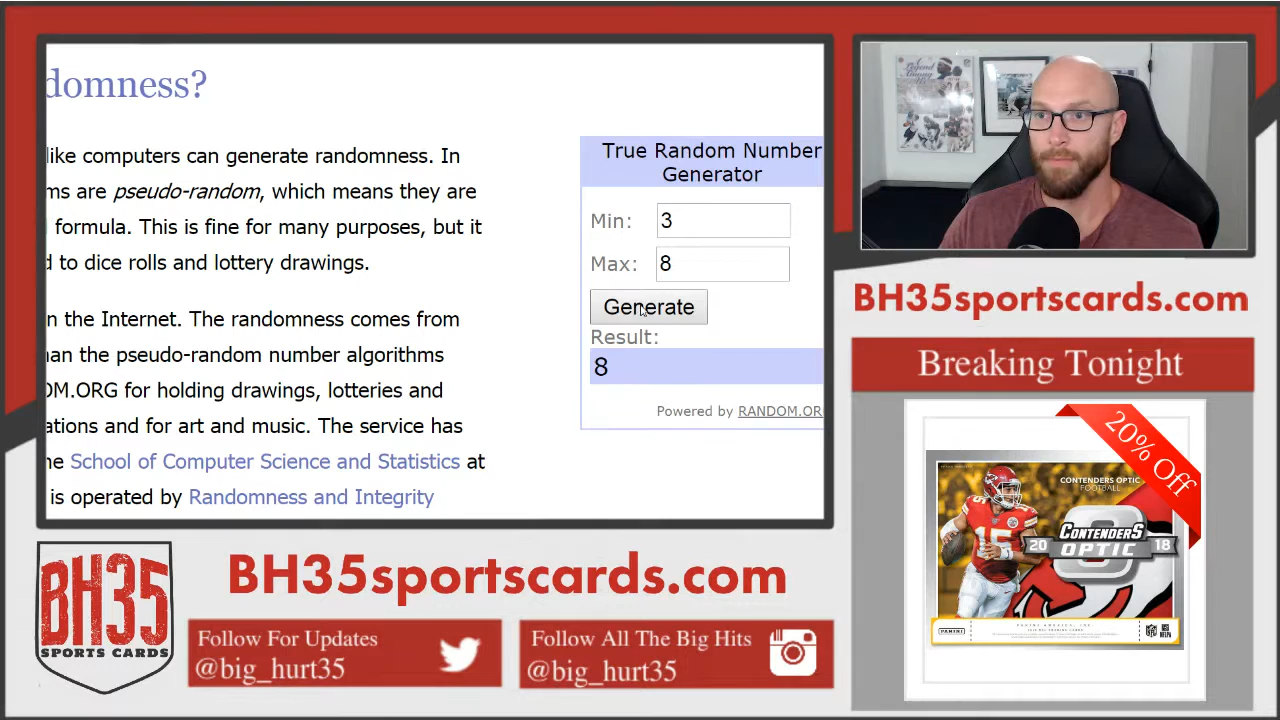 domness?
like computers can generate randomness. In
ms are pseudo-random, which means they are
formula. This is fine for many purposes, but it
d to dice rolls and lottery drawings.
n the Internet. The randomness comes from
han the pseudo-random number algorithms
OM.ORG for holding drawings, lotteries and
ations and for art and music. The service has
he School of Computer Science and Statistics at
is operated by Randomness and Integrity
True Random Number
Generator
Min: 3
Max: 8
Generate
Result:
8
Powered by RANDOM.OR
BH35sportscards.com
Breaking Tonight
20% Off
CONTENDERS OPTIC
FOOTBALL
CONTENDERS
20 OPTIC 18
PANINI
BH35
SPORTS CARDS
BH35sportscards.com
Follow For Updates
@big_hurt35
Follow All The Big Hits
@big_hurt35